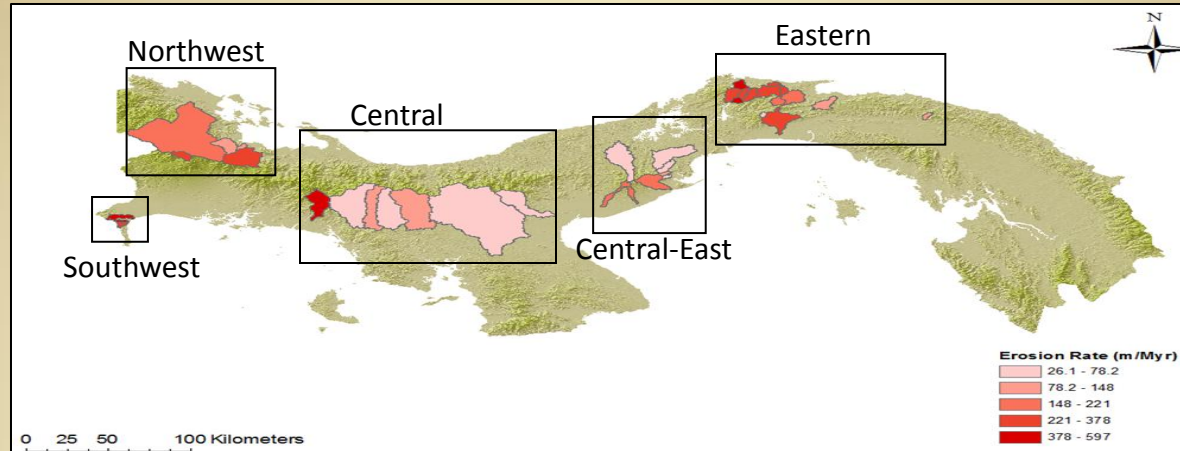 Northwest
Central
Eastern
N
Southwest
Central-East
Erosion Rate (m/Myr)
26.1 - 78.2
78.2 - 148
148 - 221
221 - 378
378 - 597
0 25 50 100 Kilometers